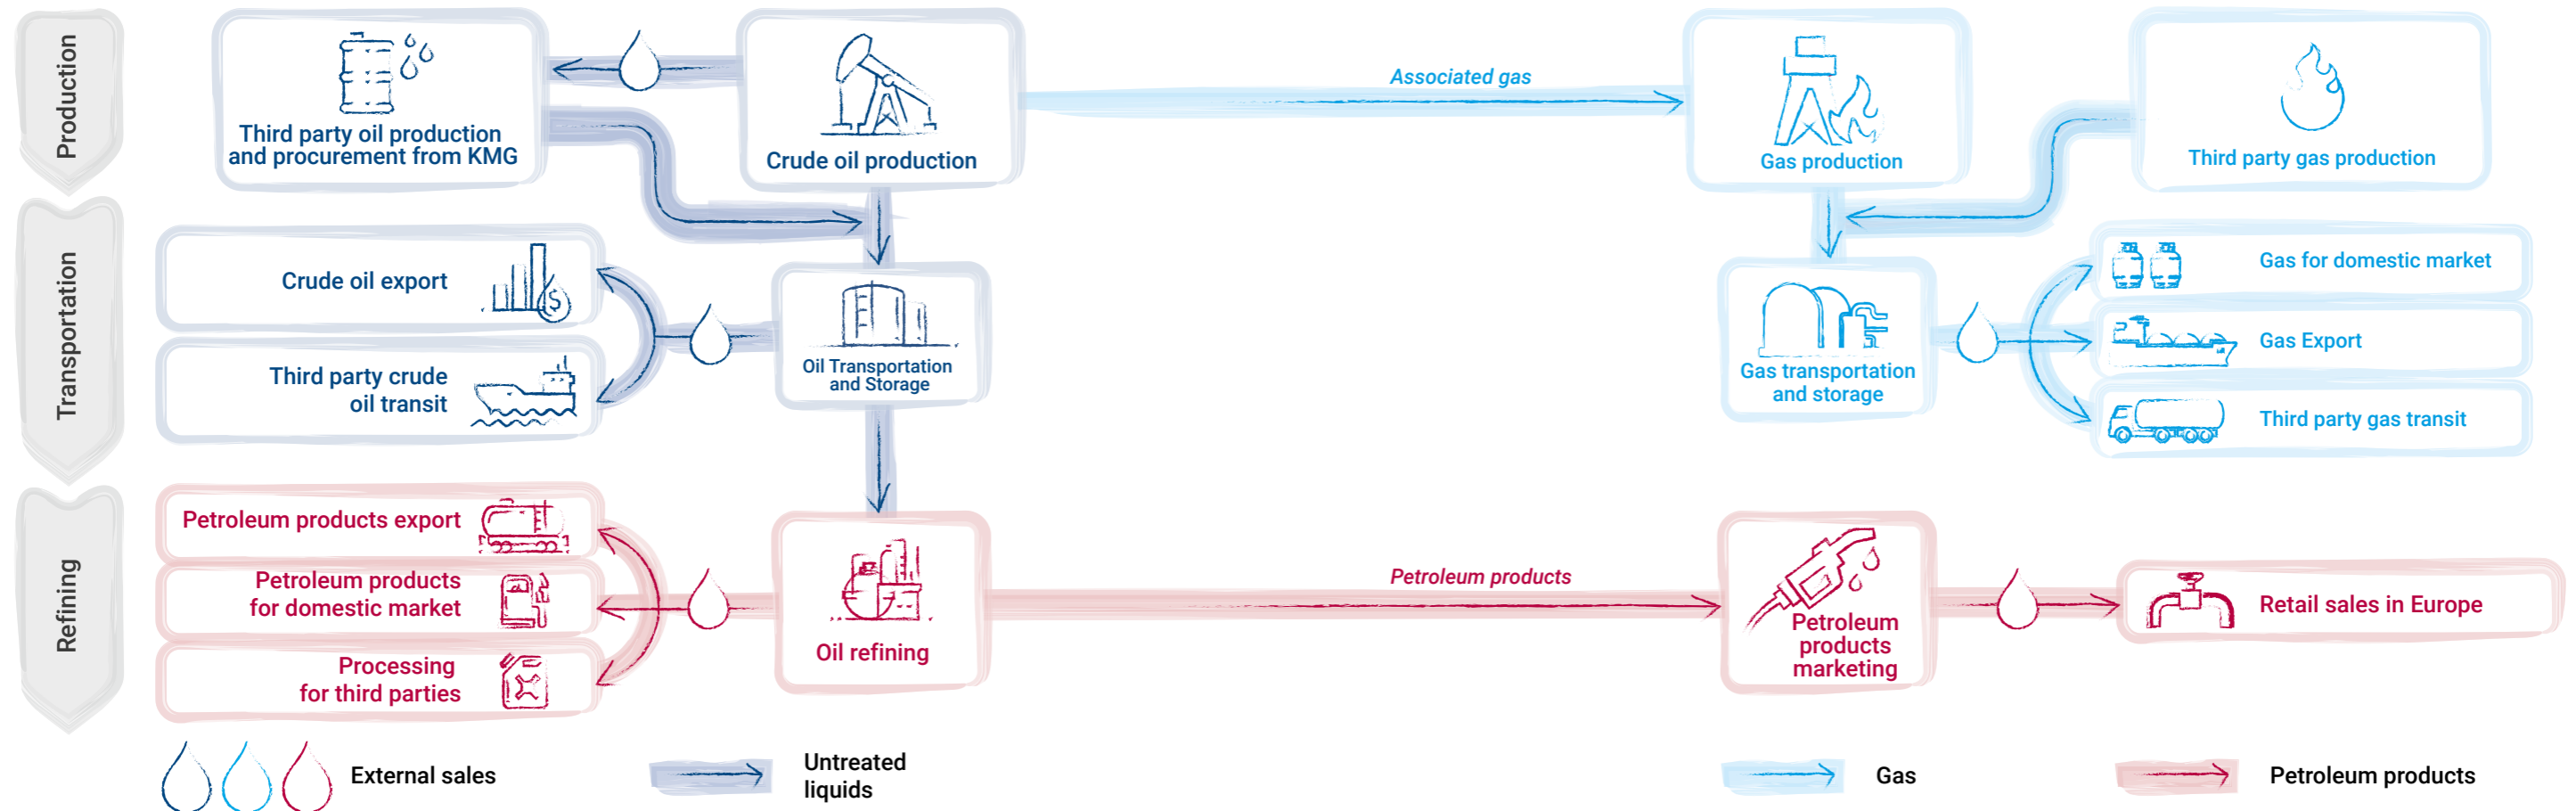 Production
Third party oil production
and procurement from KMG
Crude oil production
Associated gas
Gas production
Third party gas production
Transportation
Crude oil export
Third party crude
oil transit
Oil Transportation
and Storage
Gas transportation
and storage
Gas for domestic market
Gas Export
Third party gas transit
Refining
Petroleum products export
Petroleum products
for domestic market
Processing
for third parties
Oil refining
Petroleum products
Petroleum
products
marketing
Retail sales in Europe
External sales
Untreated
liquids
Gas
Petroleum products